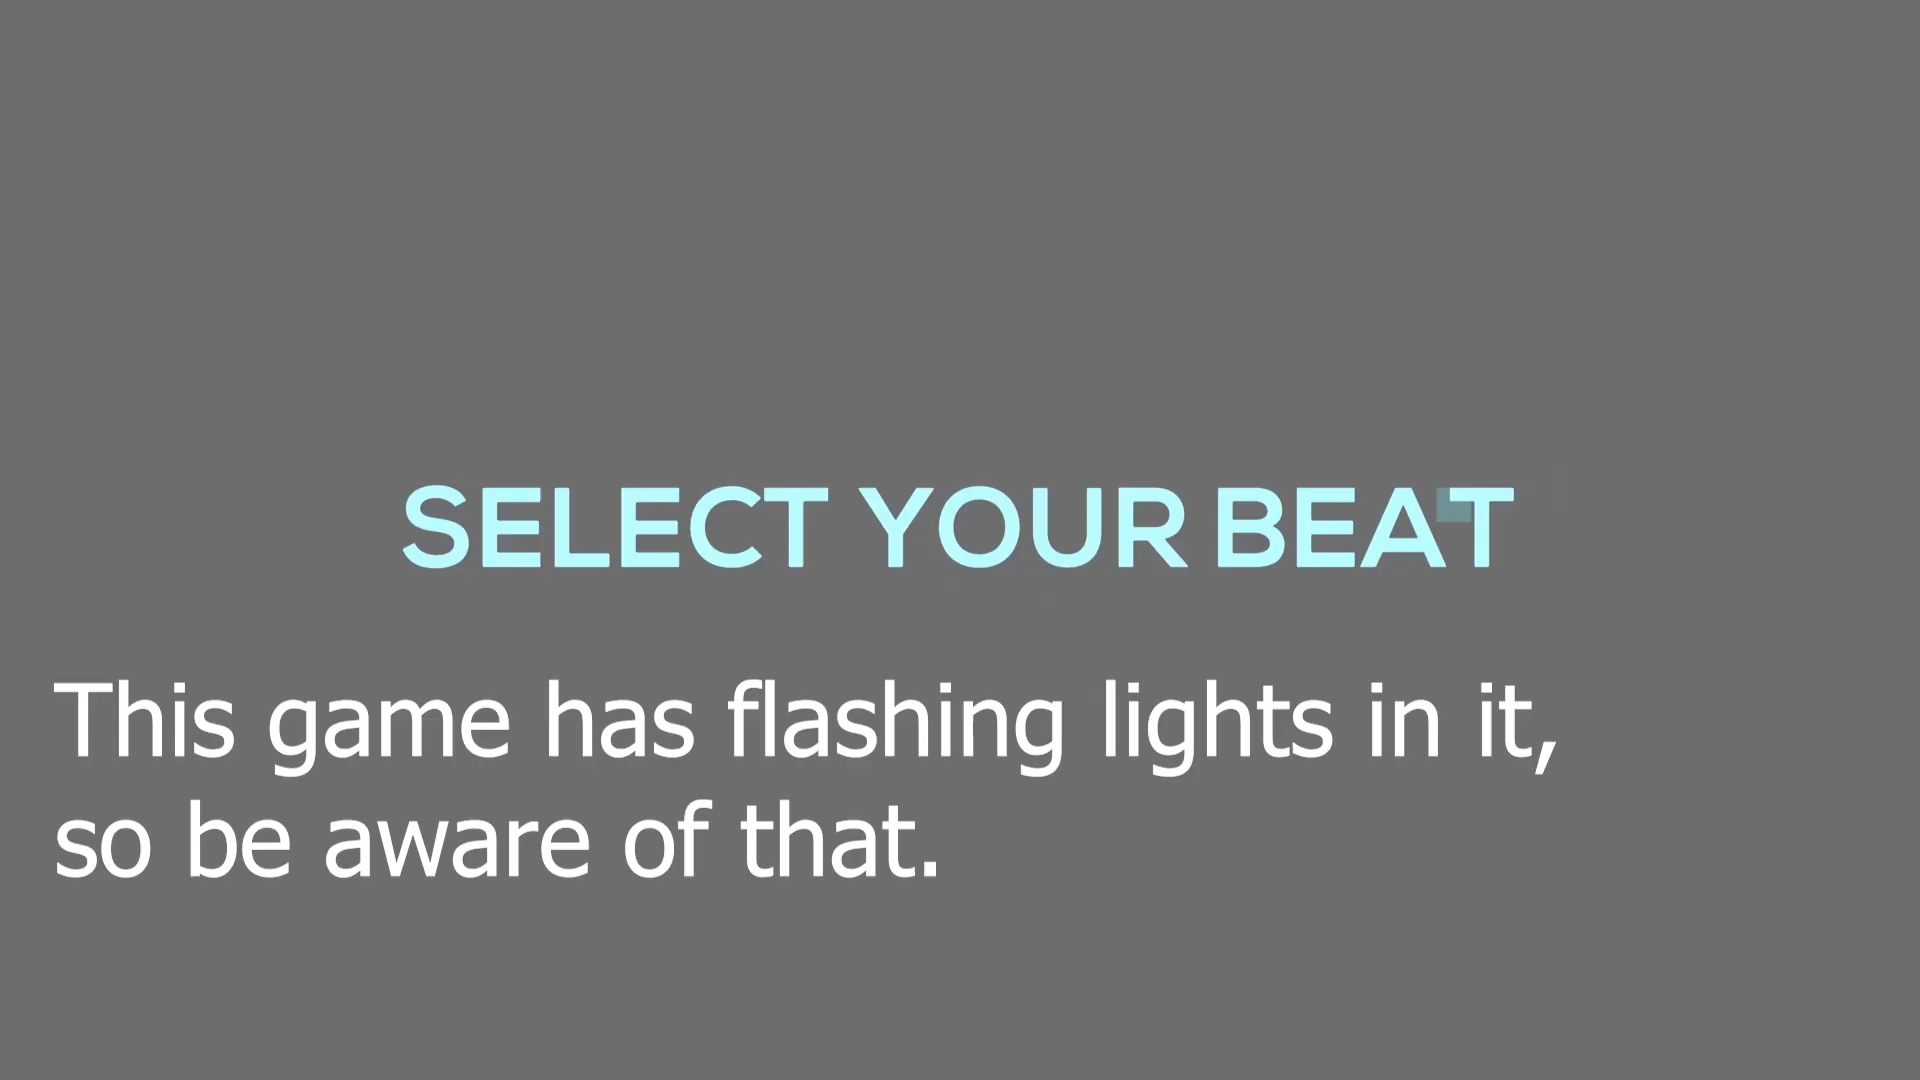 SELECT YOUR BEAT
This game has flashing lights in it,
so be aware of that.